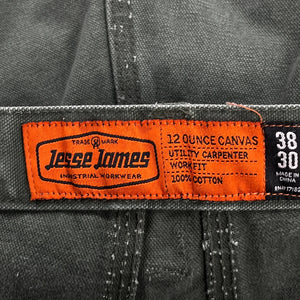 TRADE MARK
Jesse James
INDUSTRIAL WORKWEAR
12 OUNCE CANVAS
UTILITY CARPENTER
WORK FIT
100% COTTON
38
30
MADE IN
CHINA